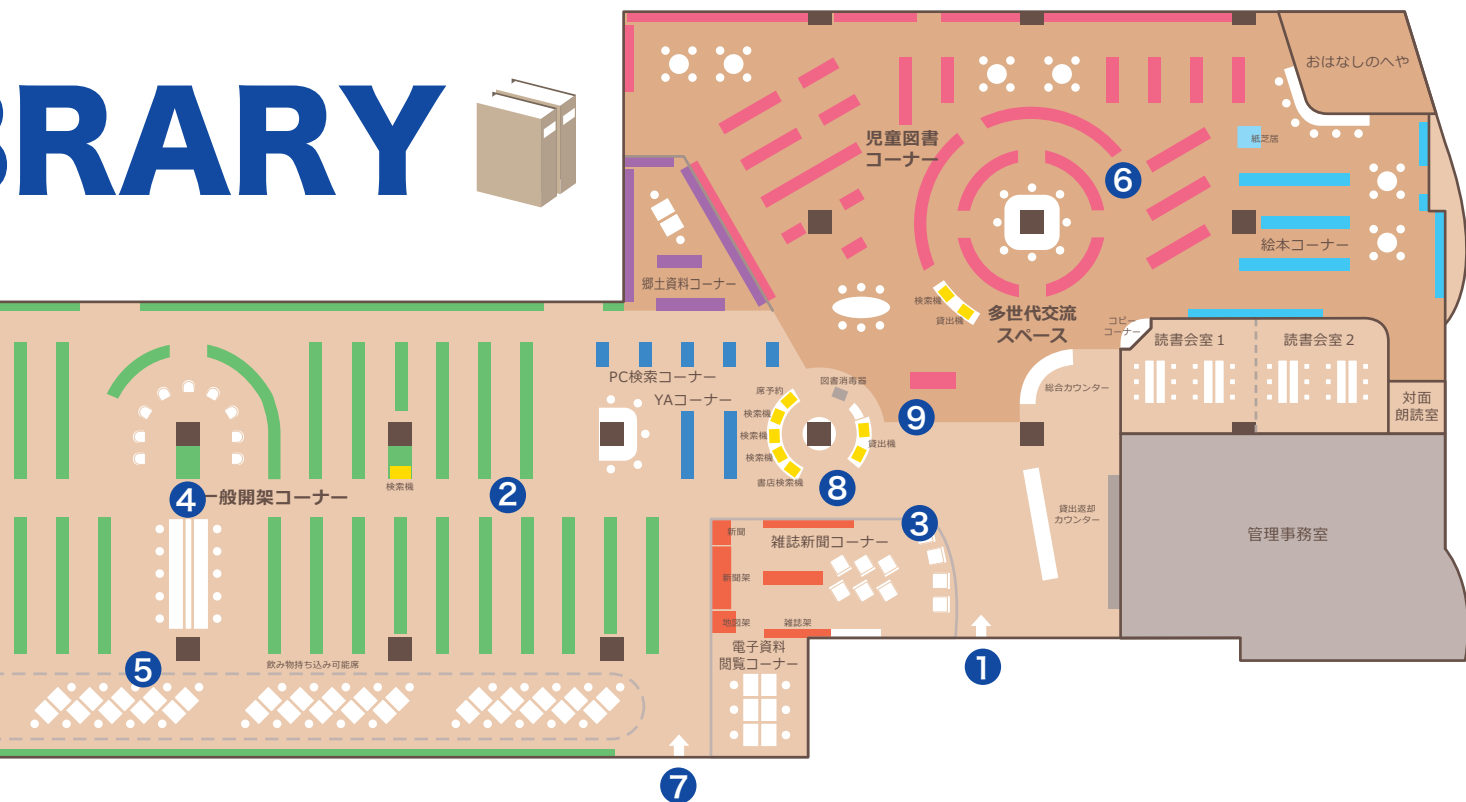 BRARY
おはなしのへや
児童図書
コーナー
紙芝居
6
絵本コーナー
郷土資料コーナー
検索機
貸出機
多世代交流
スペース
コピー
コーナー
読書会室1
読書会室2
PC検索コーナー
YAコーナー
席予約
図書消毒器
総合カウンター
対面
朗読室
検索機
検索機
検索機
書店検索機
貸出機
9
8
検索機
4
一般開架コーナー
2
3
貸出返却
カウンター
管理事務室
新聞
雑誌新聞コーナー
新聞架
地図架
雑誌架
電子資料
閲覧コーナー
1
5
飲み物持ち込み可能席
7